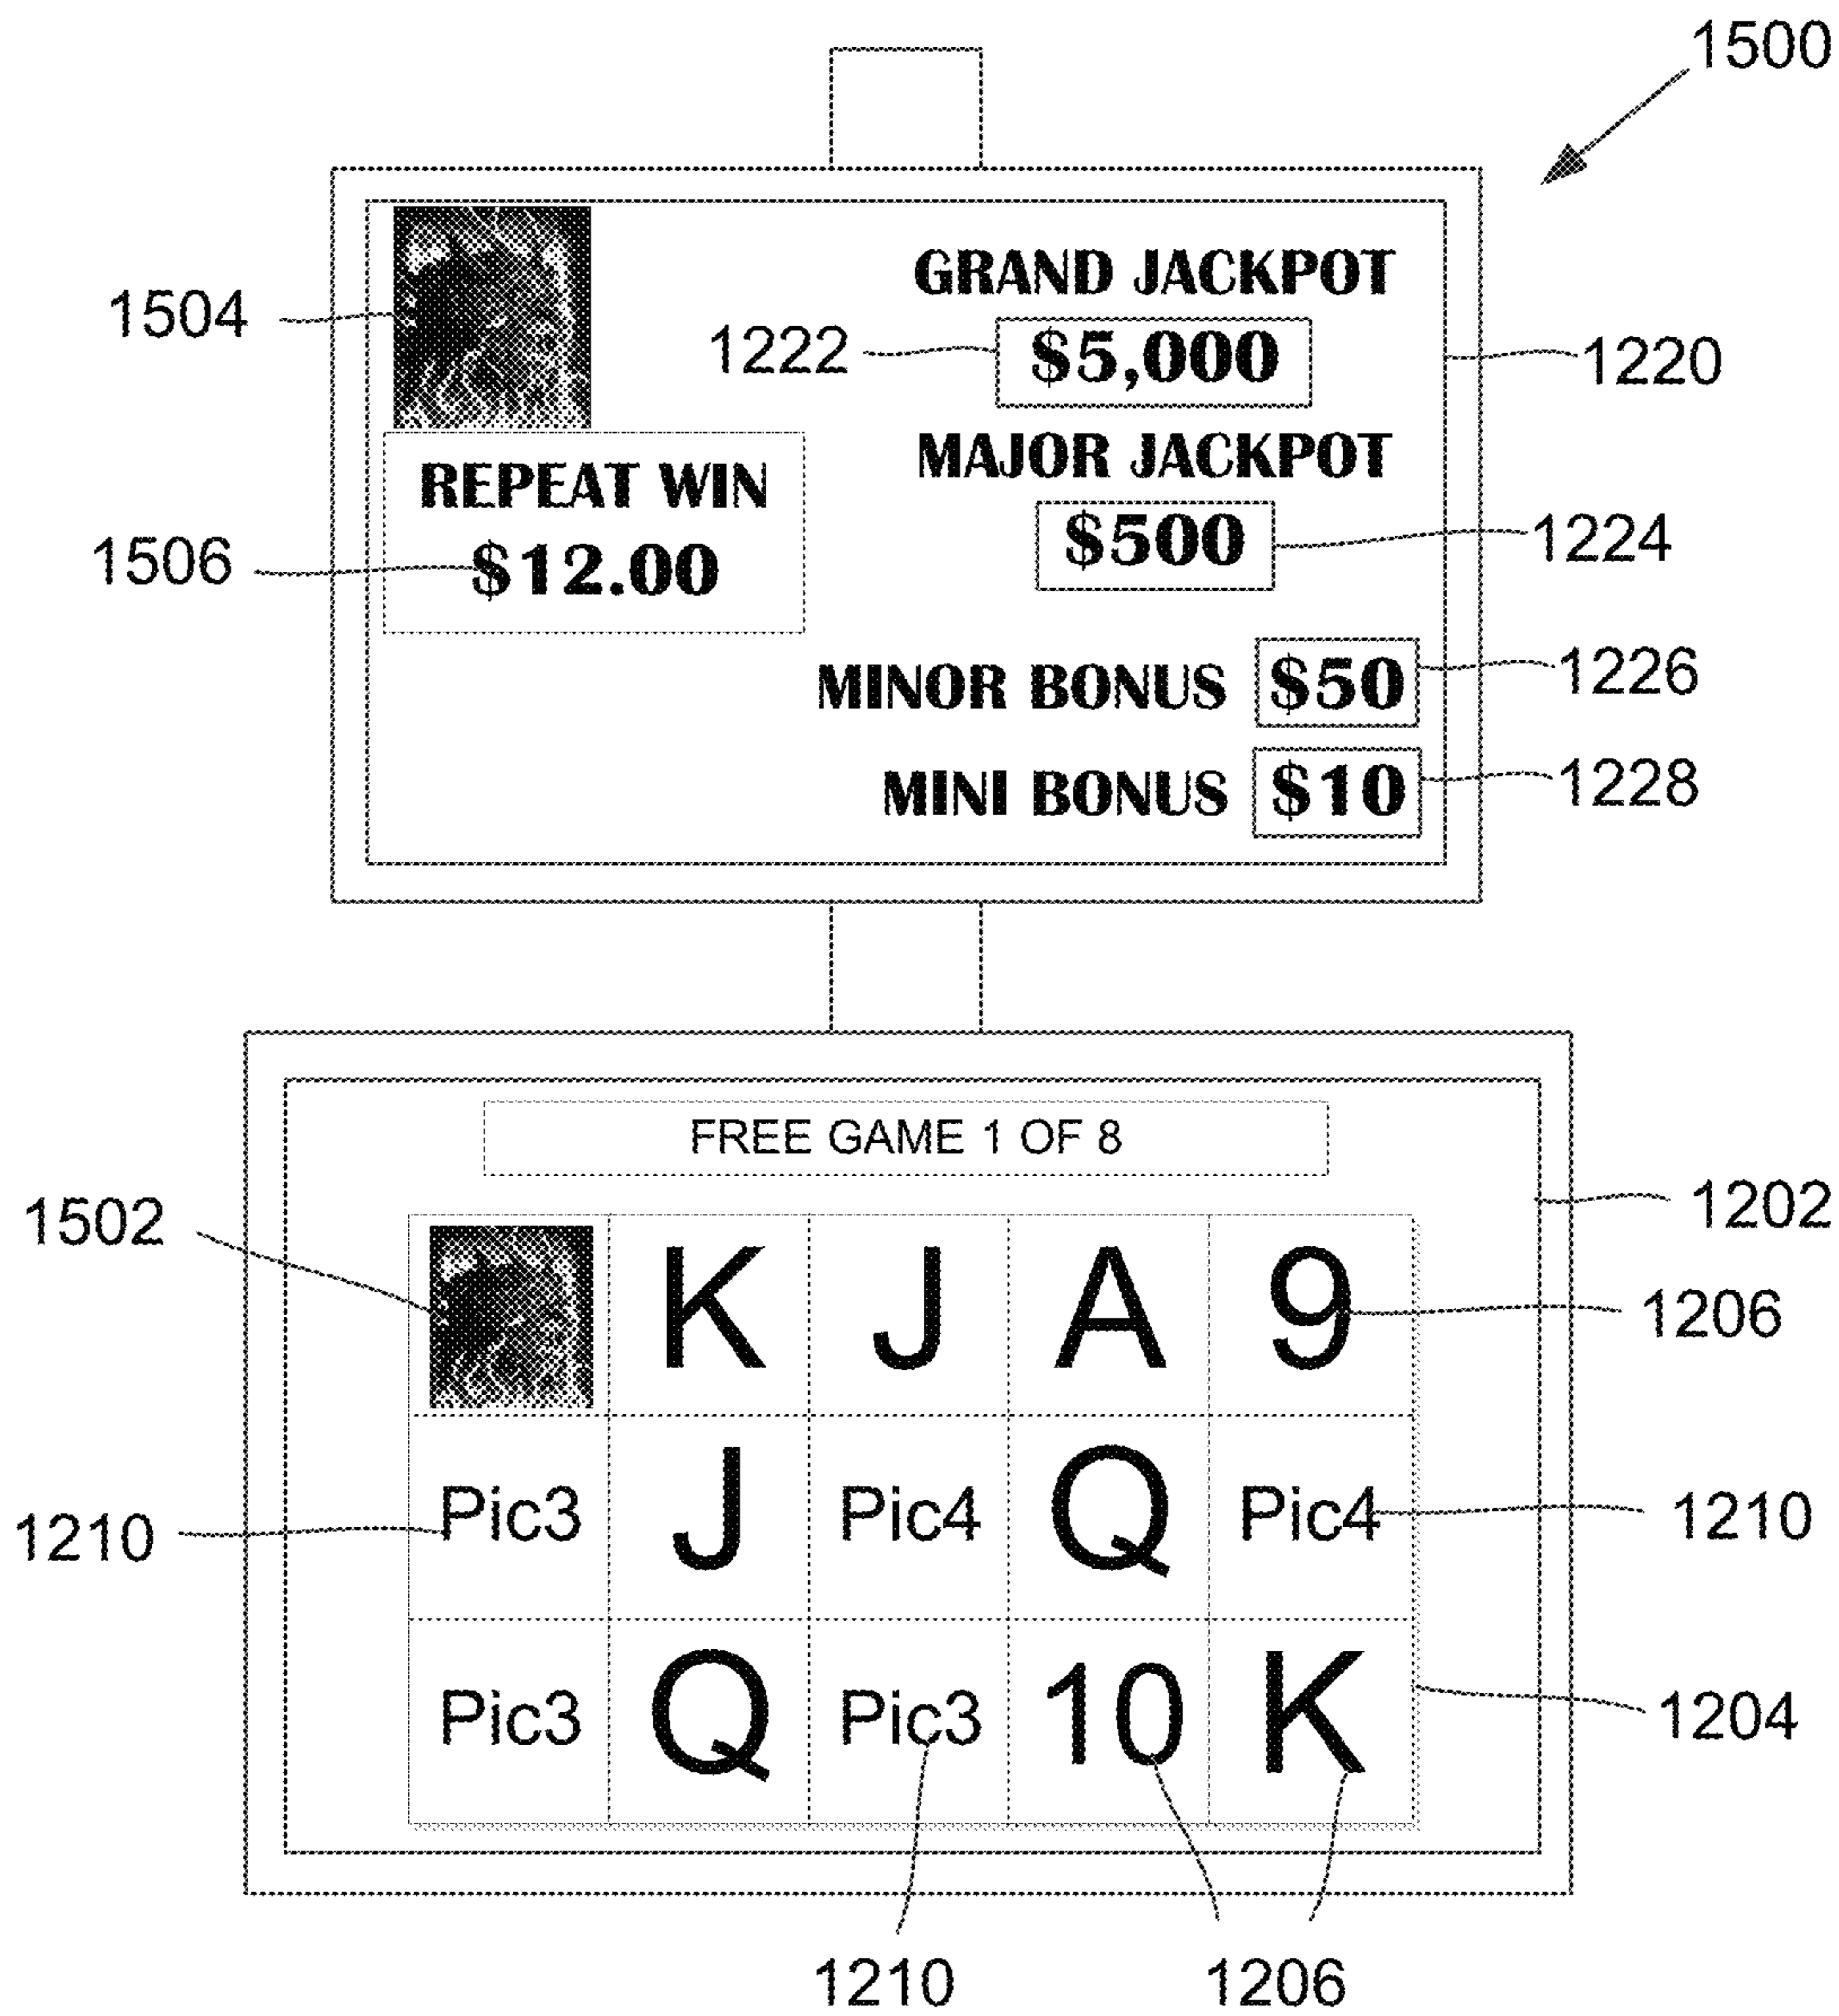 1500
GRAND JACKPOT
1504
1222
$5,000
1220
MAJOR JACKPOT
REPEAT WIN
$500
1224
1506
$12.00
MINOR BONUS $50
1226
MINI BONUS $10
1228
FREE GAME 1 OF 8
1202
1502
K J A 9
1206
1210
Pic3 J Pic4 Q Pic4
1210
Pic3 Q Pic3 10 K
1204
1210
1206